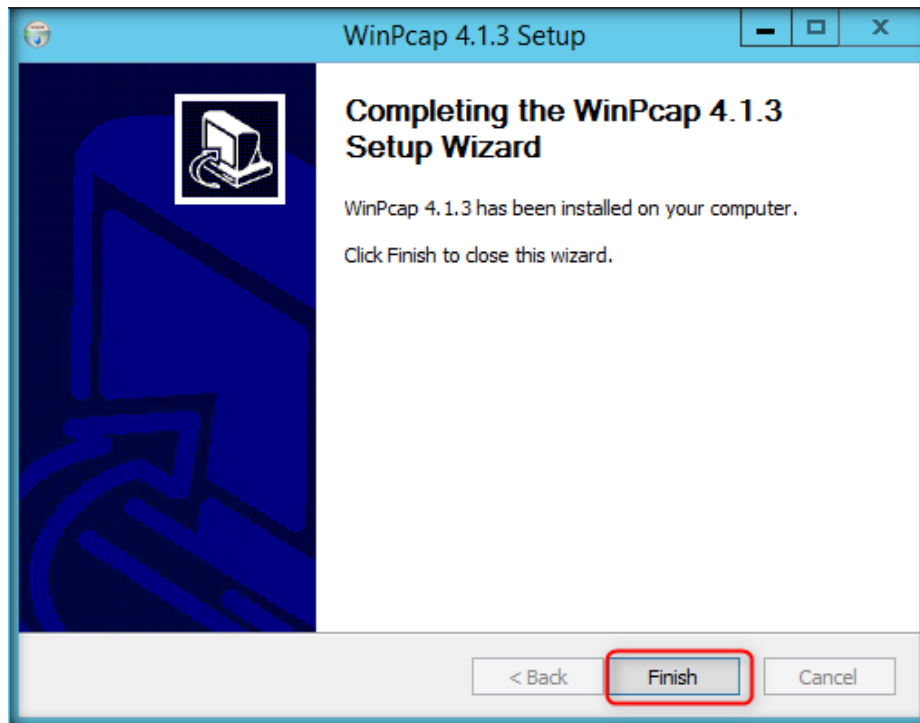 WinPcap 4.1.3 Setup
Completing the WinPcap 4.1.3
Setup Wizard
WinPcap 4.1.3 has been installed on your computer.
Click Finish to close this wizard.
< Back
Finish
Cancel